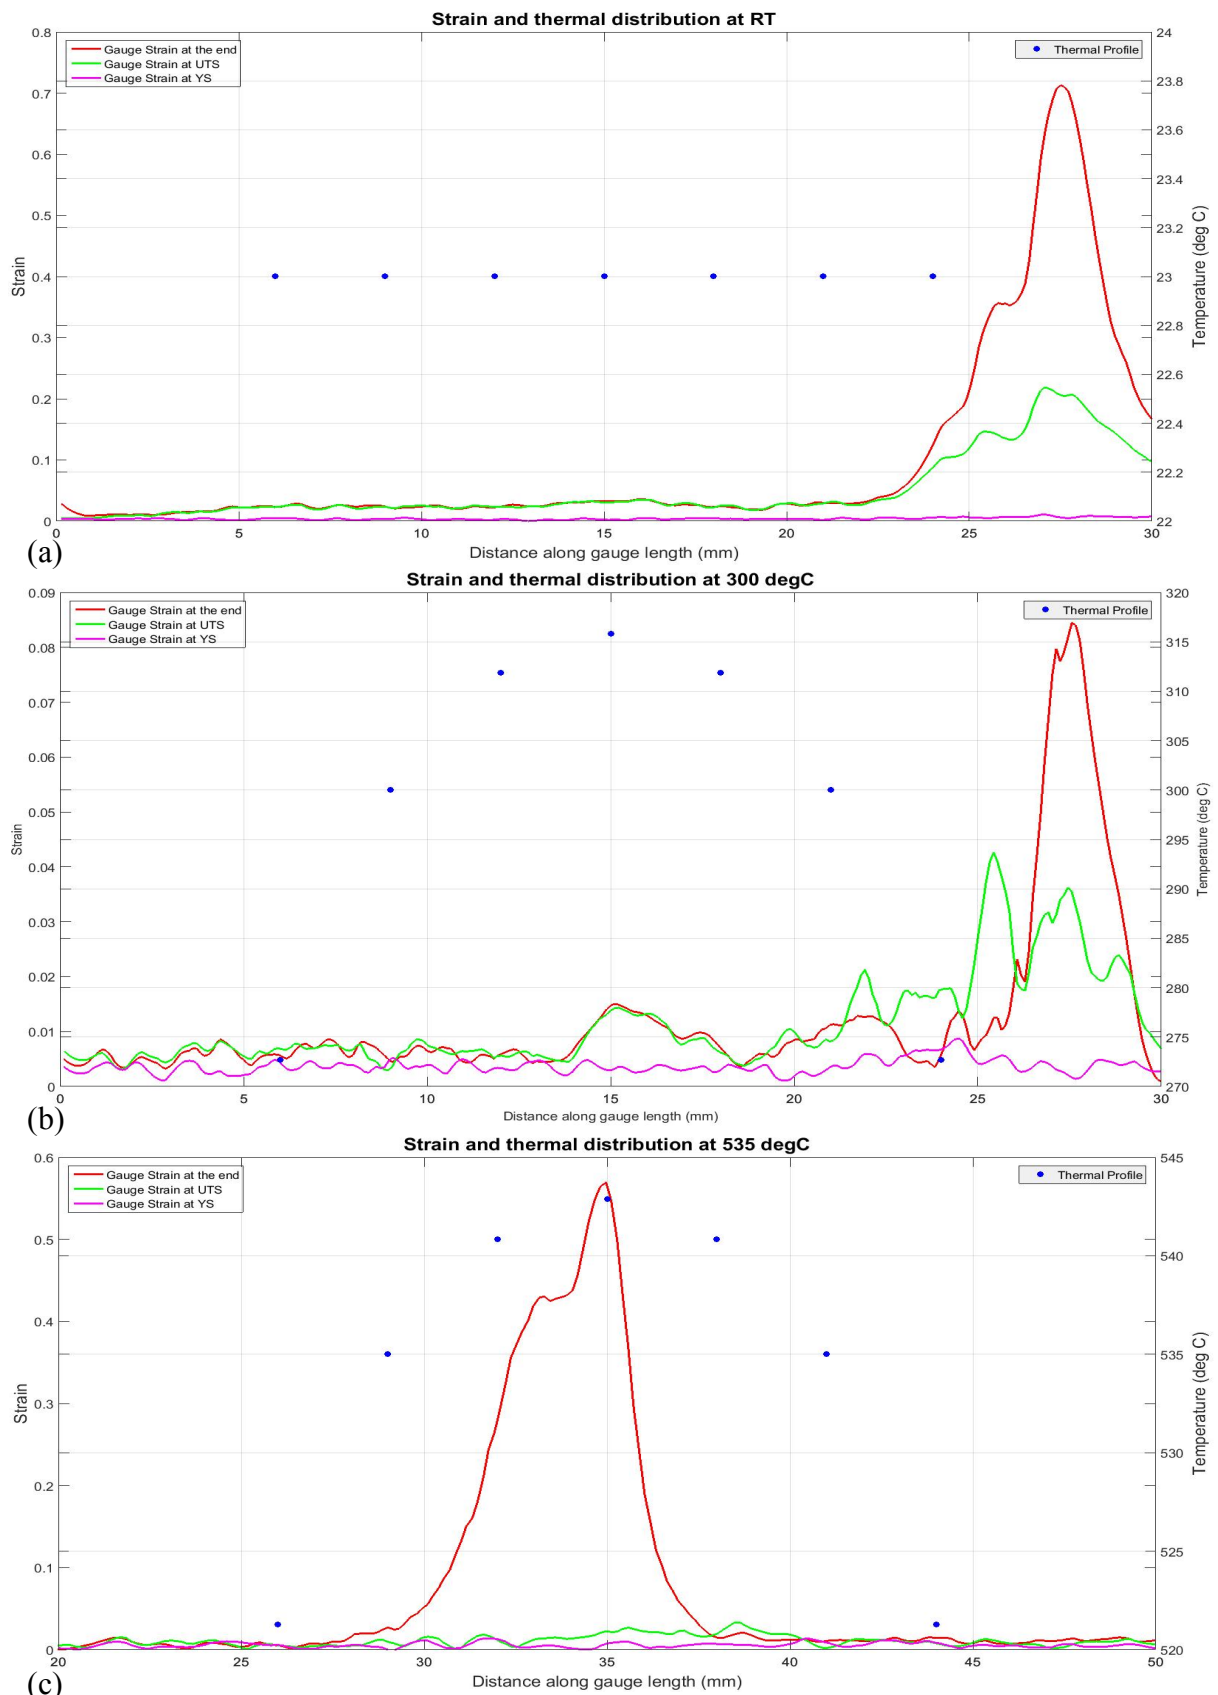 Strain and thermal distribution at RT
Gauge Strain at the end
Gauge Strain at UTS
Gauge Strain at YS
Thermal Profile
0.8
0.7
0.6
0.5
0.4
0.3
0.2
0.1
0
Strain
24
23.8
23.6
23.4
23.2
23
22.8
22.6
22.4
22.2
22
Temperature (deg C)
0 5 10 15 20 25 30
Distance along gauge length (mm)
(a)
Strain and thermal distribution at 300 degC
Gauge Strain at the end
Gauge Strain at UTS
Gauge Strain at YS
Thermal Profile
0.09
0.08
0.07
0.06
0.05
0.04
0.03
0.02
0.01
0
Strain
320
315
310
305
300
295
290
285
280
275
270
Temperature (deg C)
0 5 10 15 20 25 30
Distance along gauge length (mm)
(b)
Strain and thermal distribution at 535 degC
Gauge Strain at the end
Gauge Strain at UTS
Gauge Strain at YS
Thermal Profile
0.6
0.5
0.4
0.3
0.2
0.1
0
Strain
545
540
535
530
525
520
Temperature (deg C)
20 25 30 35 40 45 50
Distance along gauge length (mm)
(c)